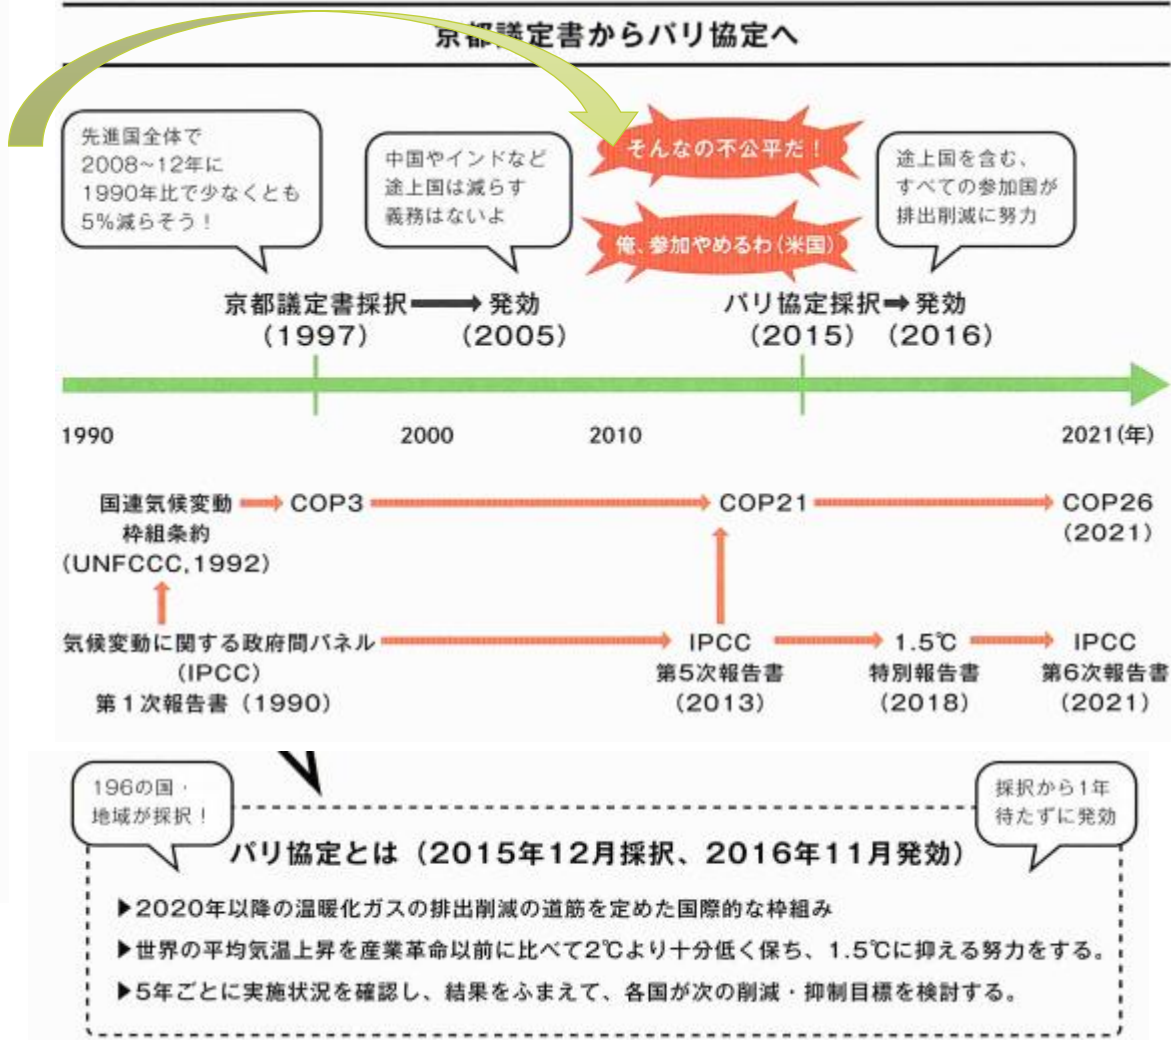 京都議定書からパリ協定へ
先進国全体で
2008~12年に
1990年比で少なくとも
5%減らそう！
中国やインドなど
途上国は減らす
義務はないよ
そんなの不公平だ！
俺、参加やめるわ（米国）
途上国を含む、
すべての参加国が
排出削減に努力
京都議定書採択 発効
（1997） （2005）
パリ協定採択 発効
（2015） （2016）
1990 2000 2010 2021(年)
国連気候変動
枠組条約
(UNFCCC,1992)
COP3
COP21
COP26
(2021)
気候変動に関する政府間パネル
(IPCC)
第1次報告書（1990）
IPCC
第5次報告書
(2013)
1.5℃
特別報告書
(2018)
IPCC
第6次報告書
(2021)
196の国・
地域が採択！
採択から1年
待たずに発効
パリ協定とは（2015年12月採択、2016年11月発効）
▶2020年以降の温暖化ガスの排出削減の道筋を定めた国際的な枠組み
▶世界の平均気温上昇を産業革命以前に比べて2℃より十分低く保ち、1.5℃に抑える努力をする。
▶5年ごとに実施状況を確認し、結果をふまえて、各国が次の削減・抑制目標を検討する。